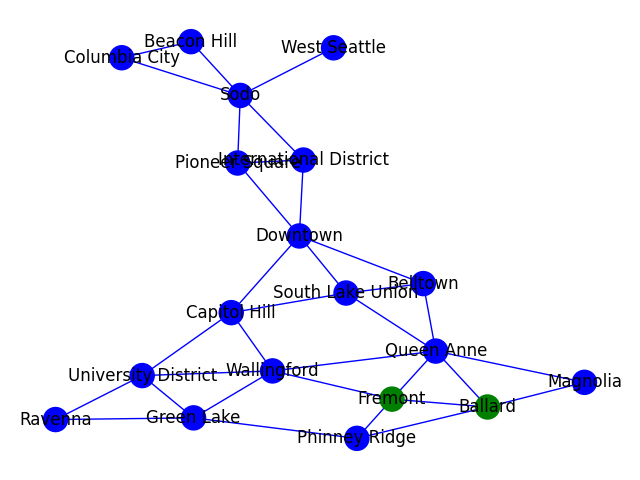 Beacon Hill
West Seattle
Columbia City
Sodo
International District
Pioneer Square
Downtown
Belltown
South Lake Union
Capitol Hill
Queen Anne
Wallingford
University District
Magnolia
Fremont
Ballard
Green Lake
Ravenna
Phinney Ridge